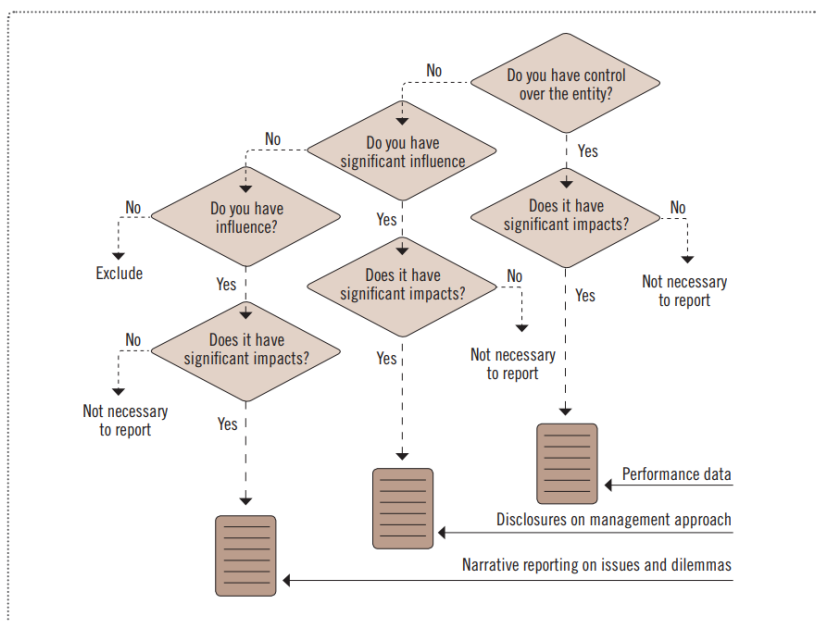 No
Do you have control
over the entity?
No
Do you have
significant influence
Yes
No
Do you have
influence?
Yes
Does it have
significant impacts?
No
Exclude
Yes
Does it have
significant impacts?
No
Not necessary
to report
Yes
No
Does it have
significant impacts?
Yes
Not necessary
to report
Not necessary
to report
Yes
Performance data
Disclosures on management approach
Narrative reporting on issues and dilemmas